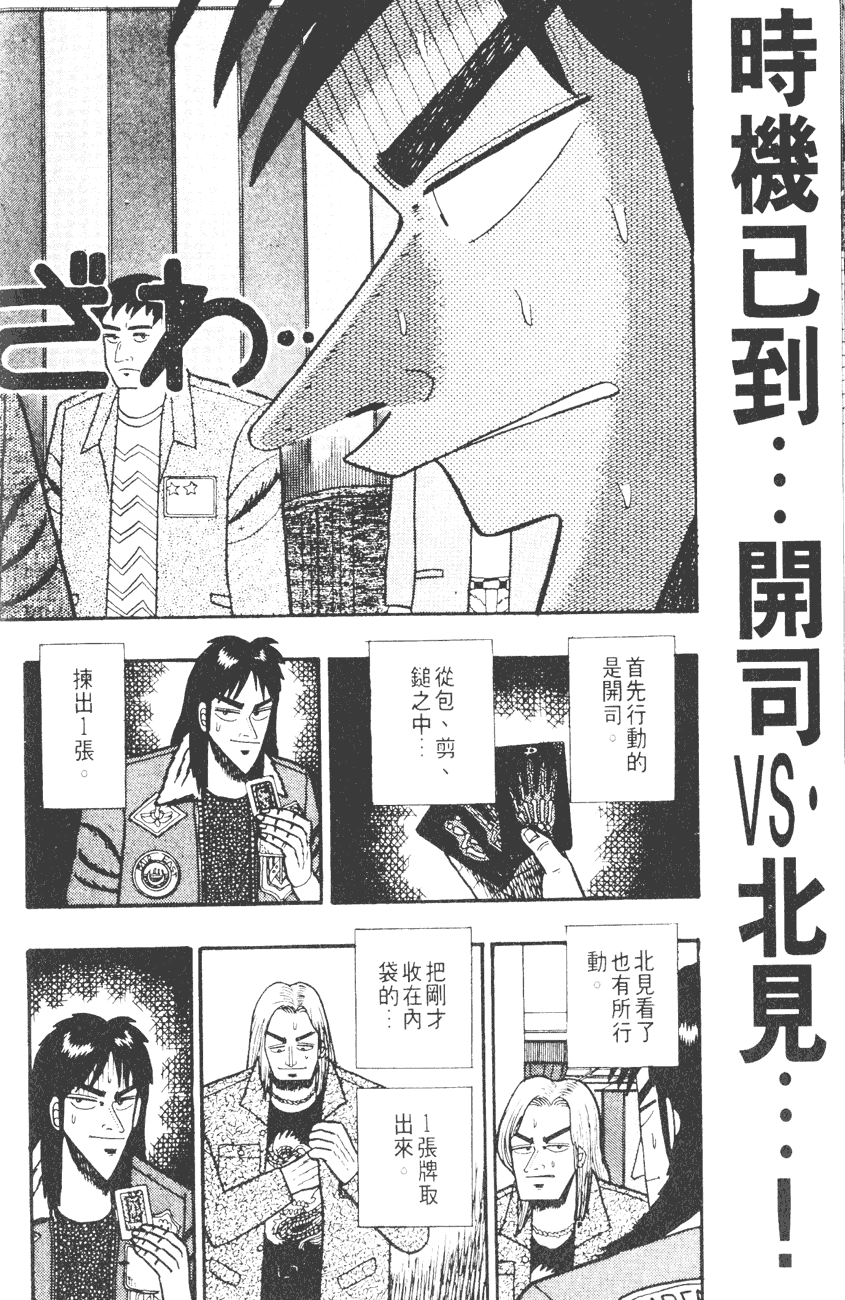 時機已到…開司VS.北見…！
ざわ‥
首先行動的
是開司。
從包、剪、
鎚之中…
揀出1張。
北見看了
也有所行
動。
把剛才
收在內
袋的…
1張牌取
出來。